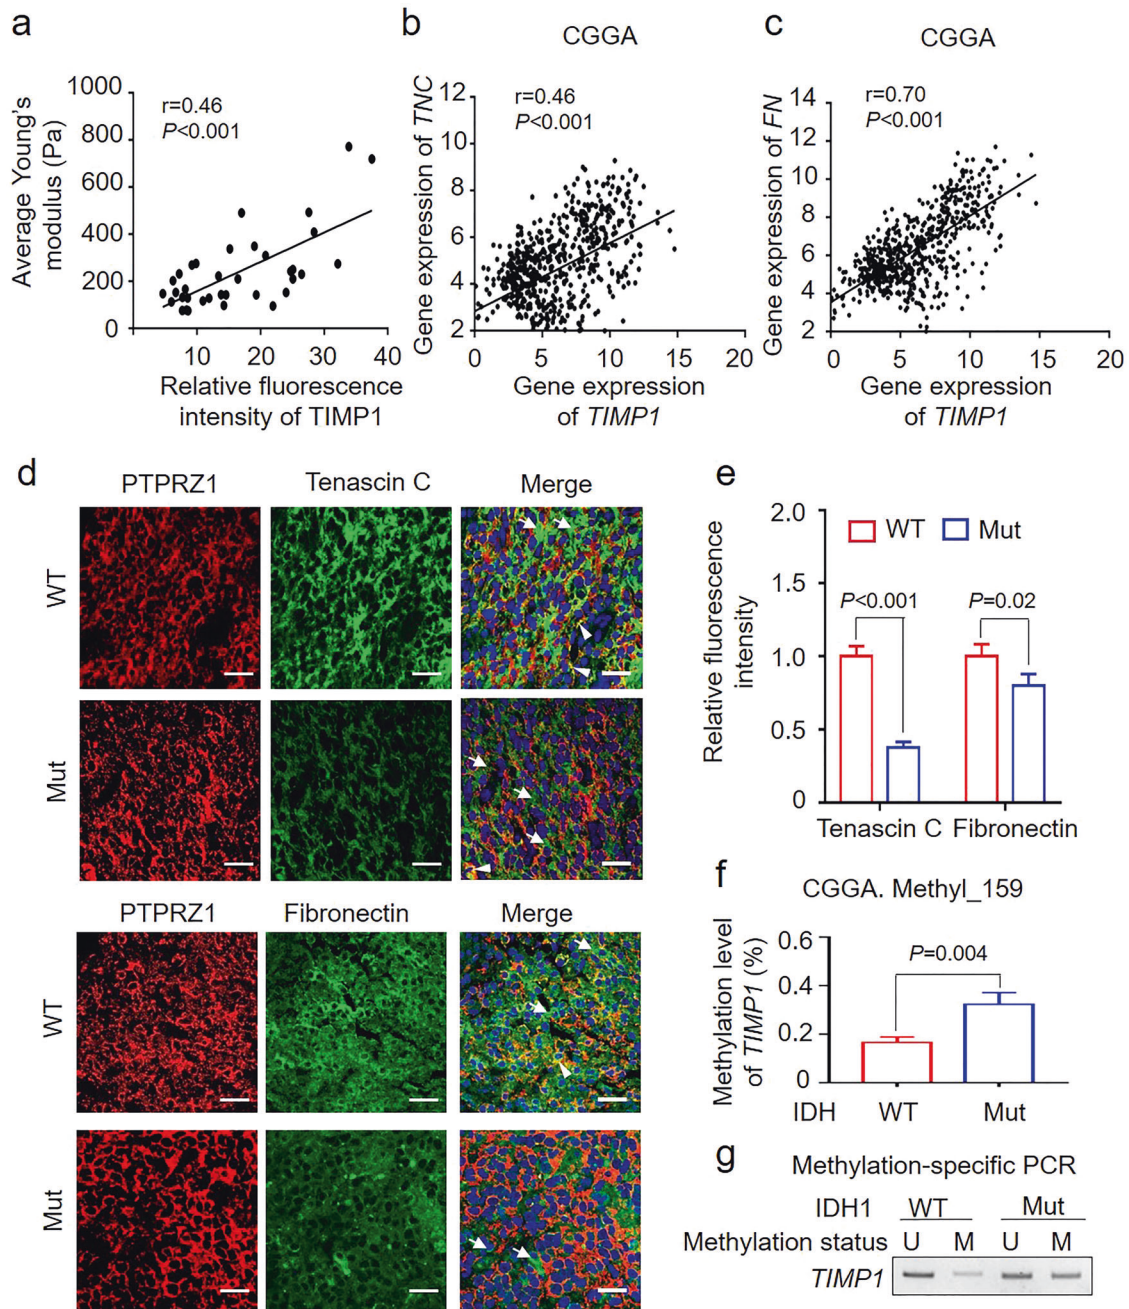 a
r=0.46
P<0.001
Average Young's
modulus (Pa)
1000
800
600
400
200
0
10 20 30 40
Relative fluorescence
intensity of TIMP1
b
CGGA
r=0.46
P<0.001
Gene expression of TNC
12
10
8
6
4
2
0 5 10 15 20
Gene expression
of TIMP1
c
CGGA
r=0.70
P<0.001
Gene expression of FN
14
12
10
8
6
4
2
0 5 10 15 20
Gene expression
of TIMP1
d
PTPRZ1 Tenascin C Merge
WT
Mut
PTPRZ1 Fibronectin Merge
WT
Mut
e
Relative fluorescence
intensity
2.0
1.5
1.0
0.5
0
WT Mut
P<0.001 P=0.02
Tenascin C Fibronectin
f
CGGA. Methyl_159
Methylation level
of TIMP1 (%)
0.6
0.4
0.2
0
P=0.004
IDH WT Mut
g
Methylation-specific PCR
IDH1 WT Mut
Methylation status U M U M
TIMP1